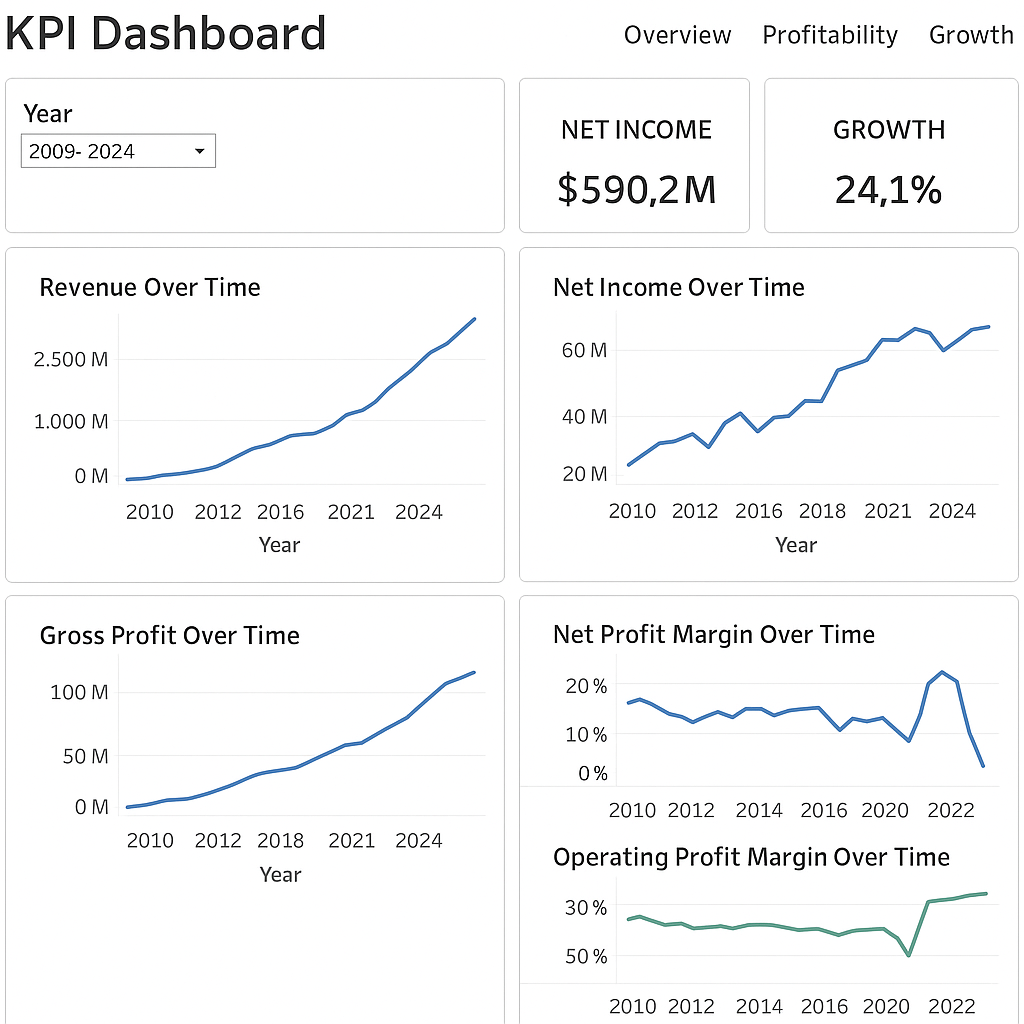 KPI Dashboard
Overview Profitability Growth
Year
2009- 2024
NET INCOME
$590,2M
GROWTH
24,1%
Revenue Over Time
2.500 M
1.000 M
0 M
2010 2012 2016 2021 2024
Year
Net Income Over Time
60 M
40 M
20 M
2010 2012 2016 2018 2021 2024
Year
Gross Profit Over Time
100 M
50 M
0 M
2010 2012 2018 2021 2024
Year
Net Profit Margin Over Time
20 %
10 %
0 %
2010 2012 2014 2016 2020 2022
Operating Profit Margin Over Time
30 %
50 %
2010 2012 2014 2016 2020 2022